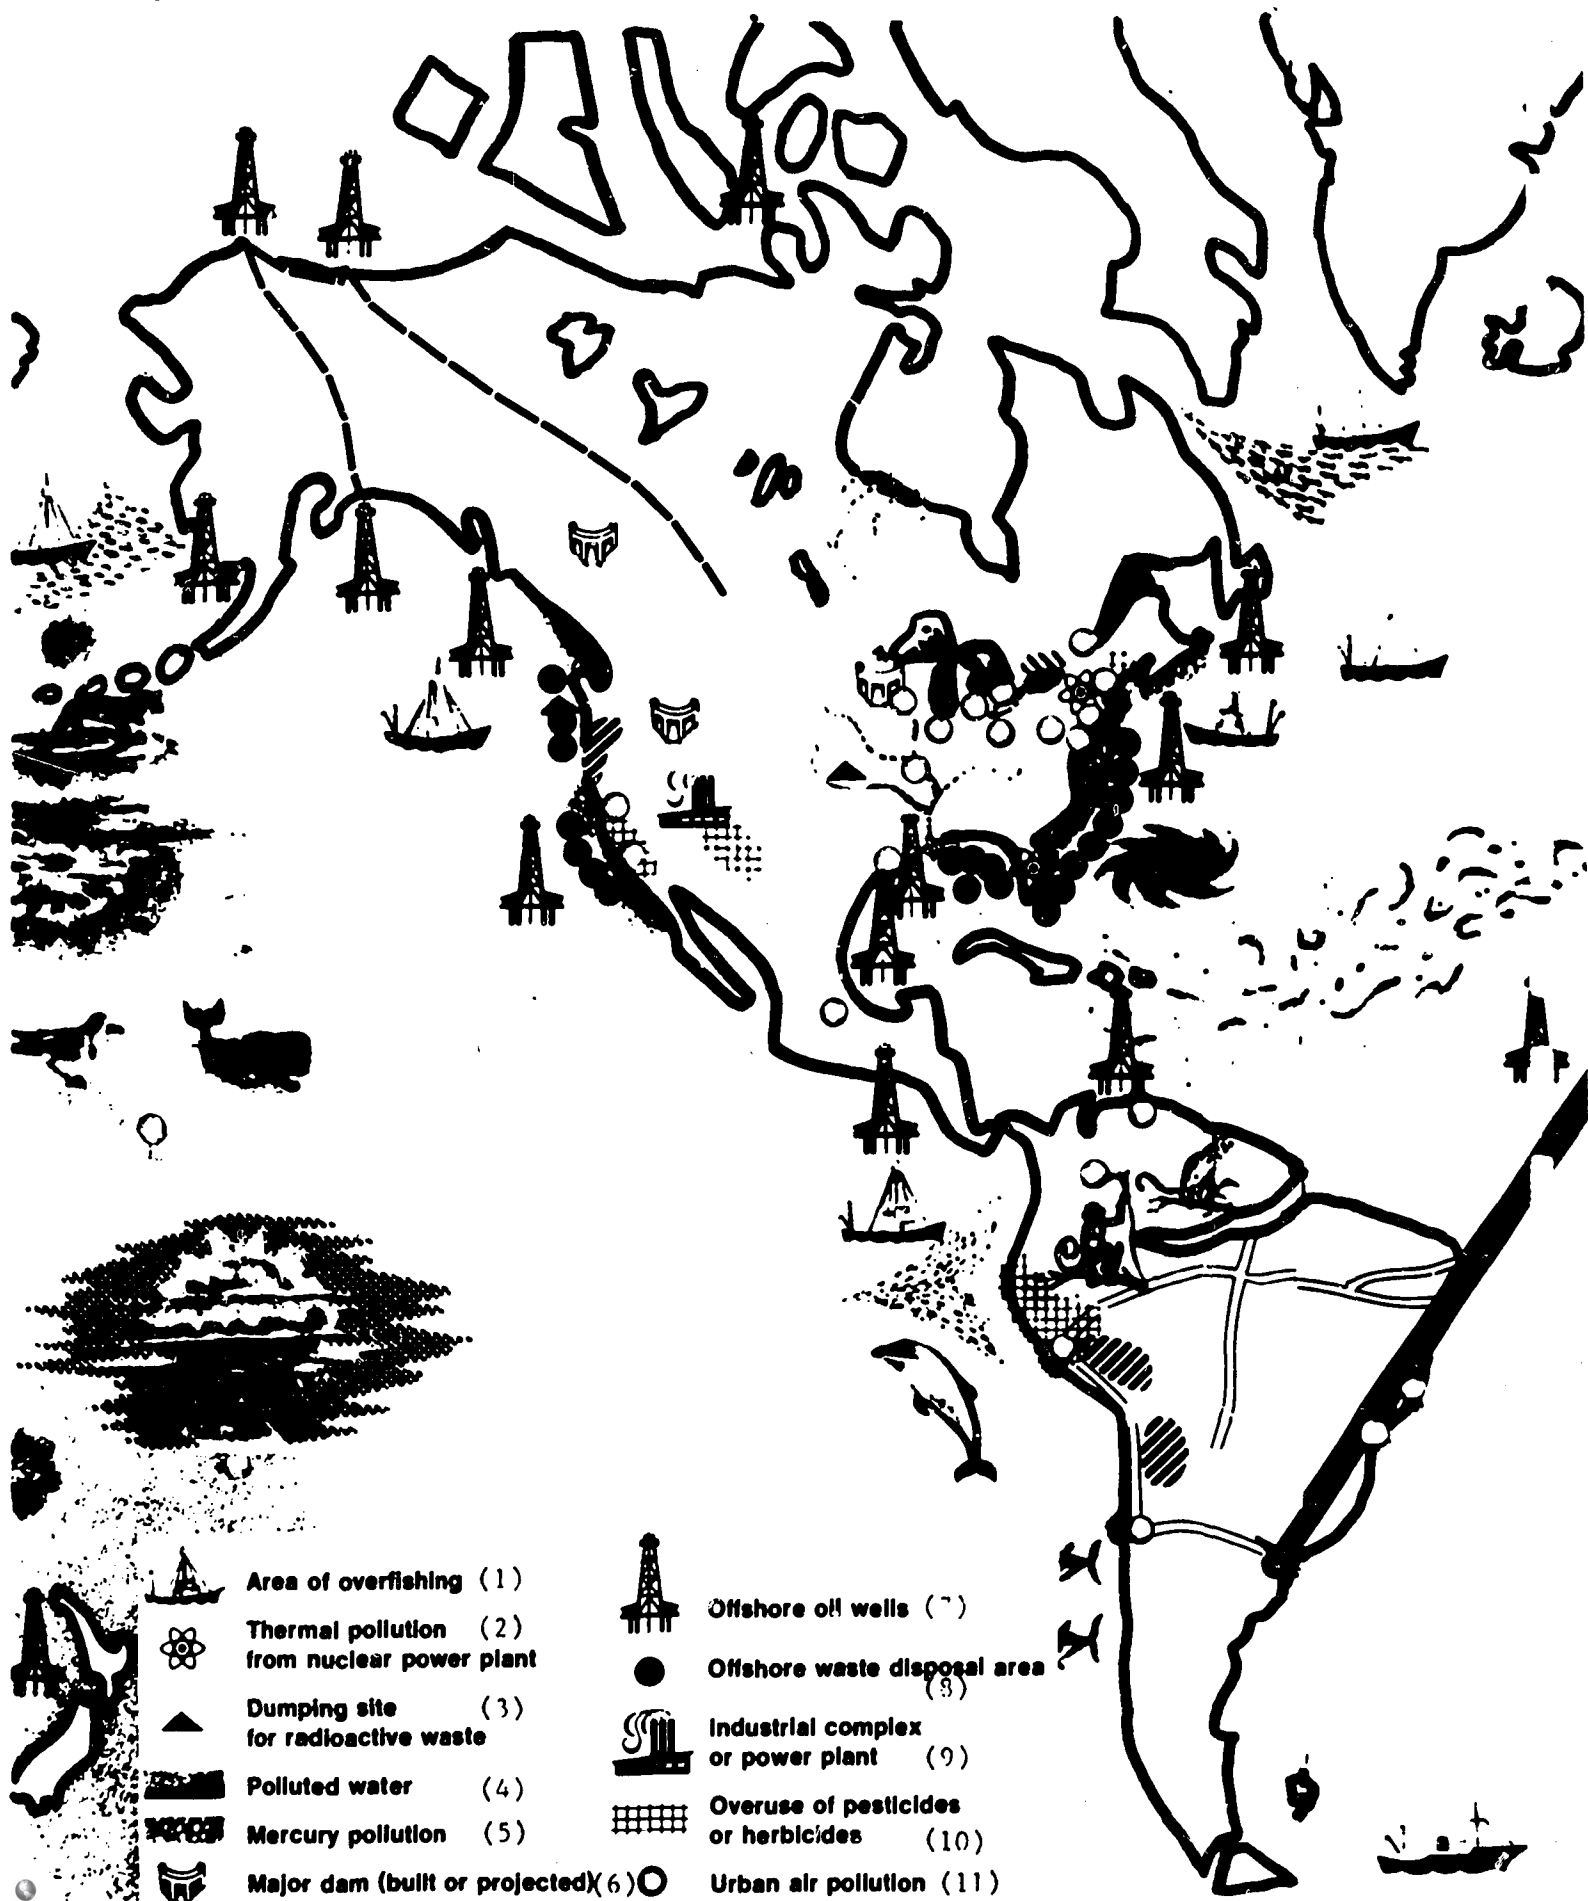 Area of overfishing (1)
Thermal pollution (2)
from nuclear power plant
Dumping site (3)
for radioactive waste
Polluted water (4)
Mercury pollution (5)
Major dam (built or projected)(6)
Offshore oil wells (7)
Offshore waste disposal area
(8)
Industrial complex
or power plant (9)
Overuse of pesticides
or herbicides (10)
Urban air pollution (11)